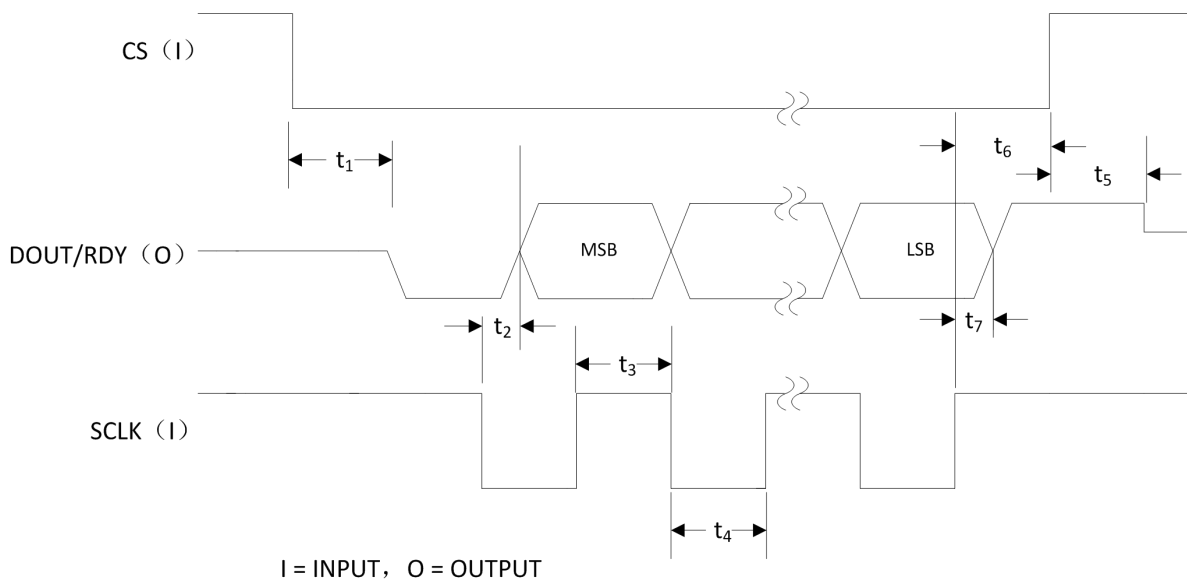 CS（I）
t₁
t₆
t₅
DOUT/RDY（O）
MSB
LSB
t₂
t₇
t₃
SCLK（I）
t₄
I = INPUT，O = OUTPUT